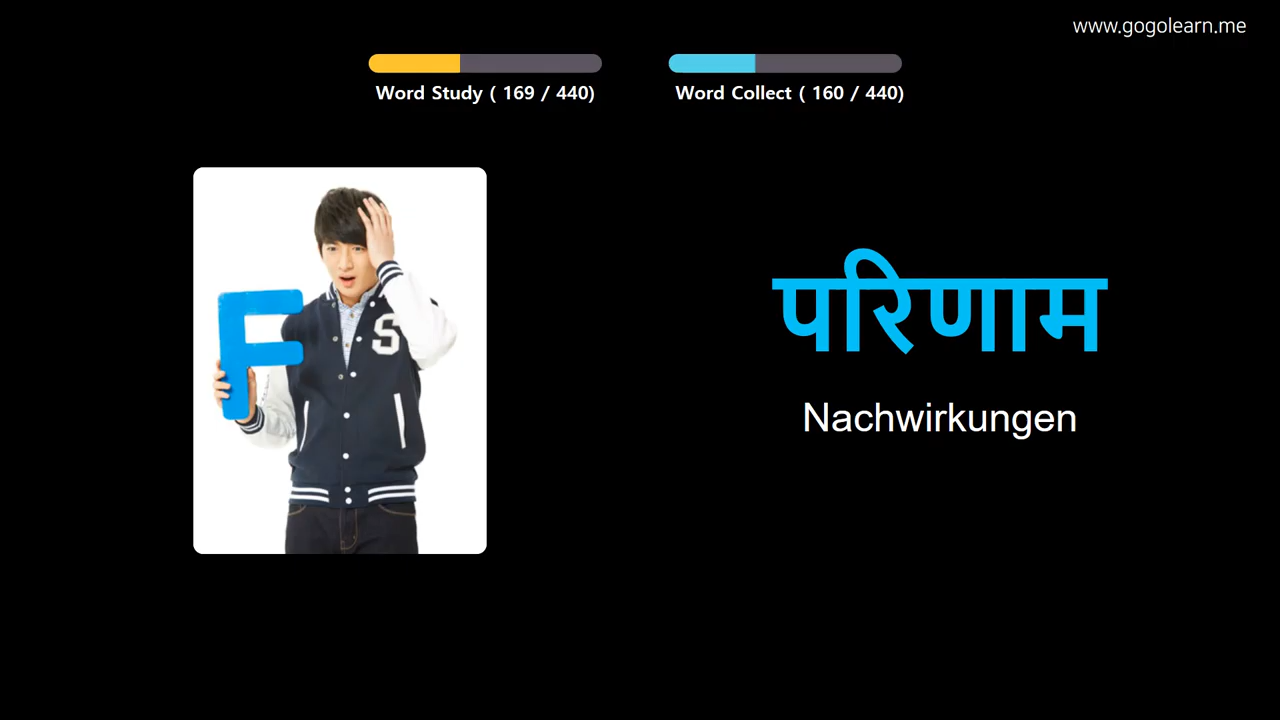 www.gogolearn.me
Word Study ( 169 / 440)
Word Collect ( 160 / 440)
F
S
परिणाम
Nachwirkungen